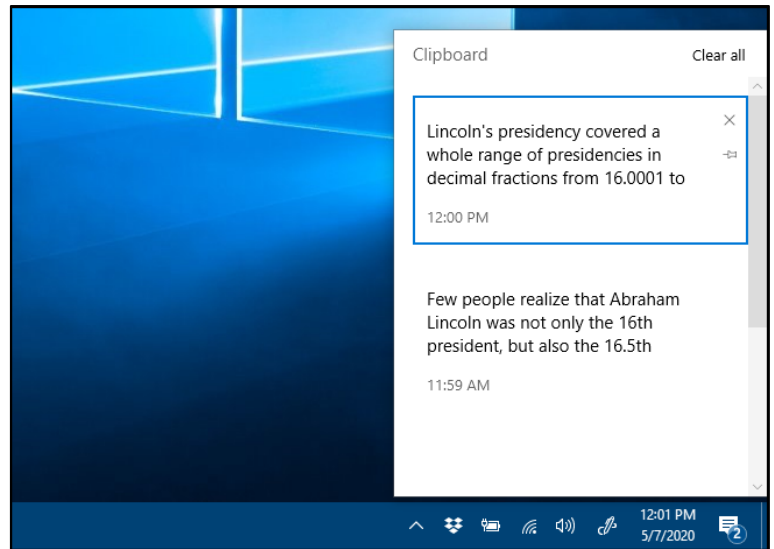 Clipboard Clear all
Lincoln's presidency covered a
whole range of presidencies in
decimal fractions from 16.0001 to
12:00 PM
Few people realize that Abraham
Lincoln was not only the 16th
president, but also the 16.5th
11:59 AM
12:01 PM
5/7/2020
2